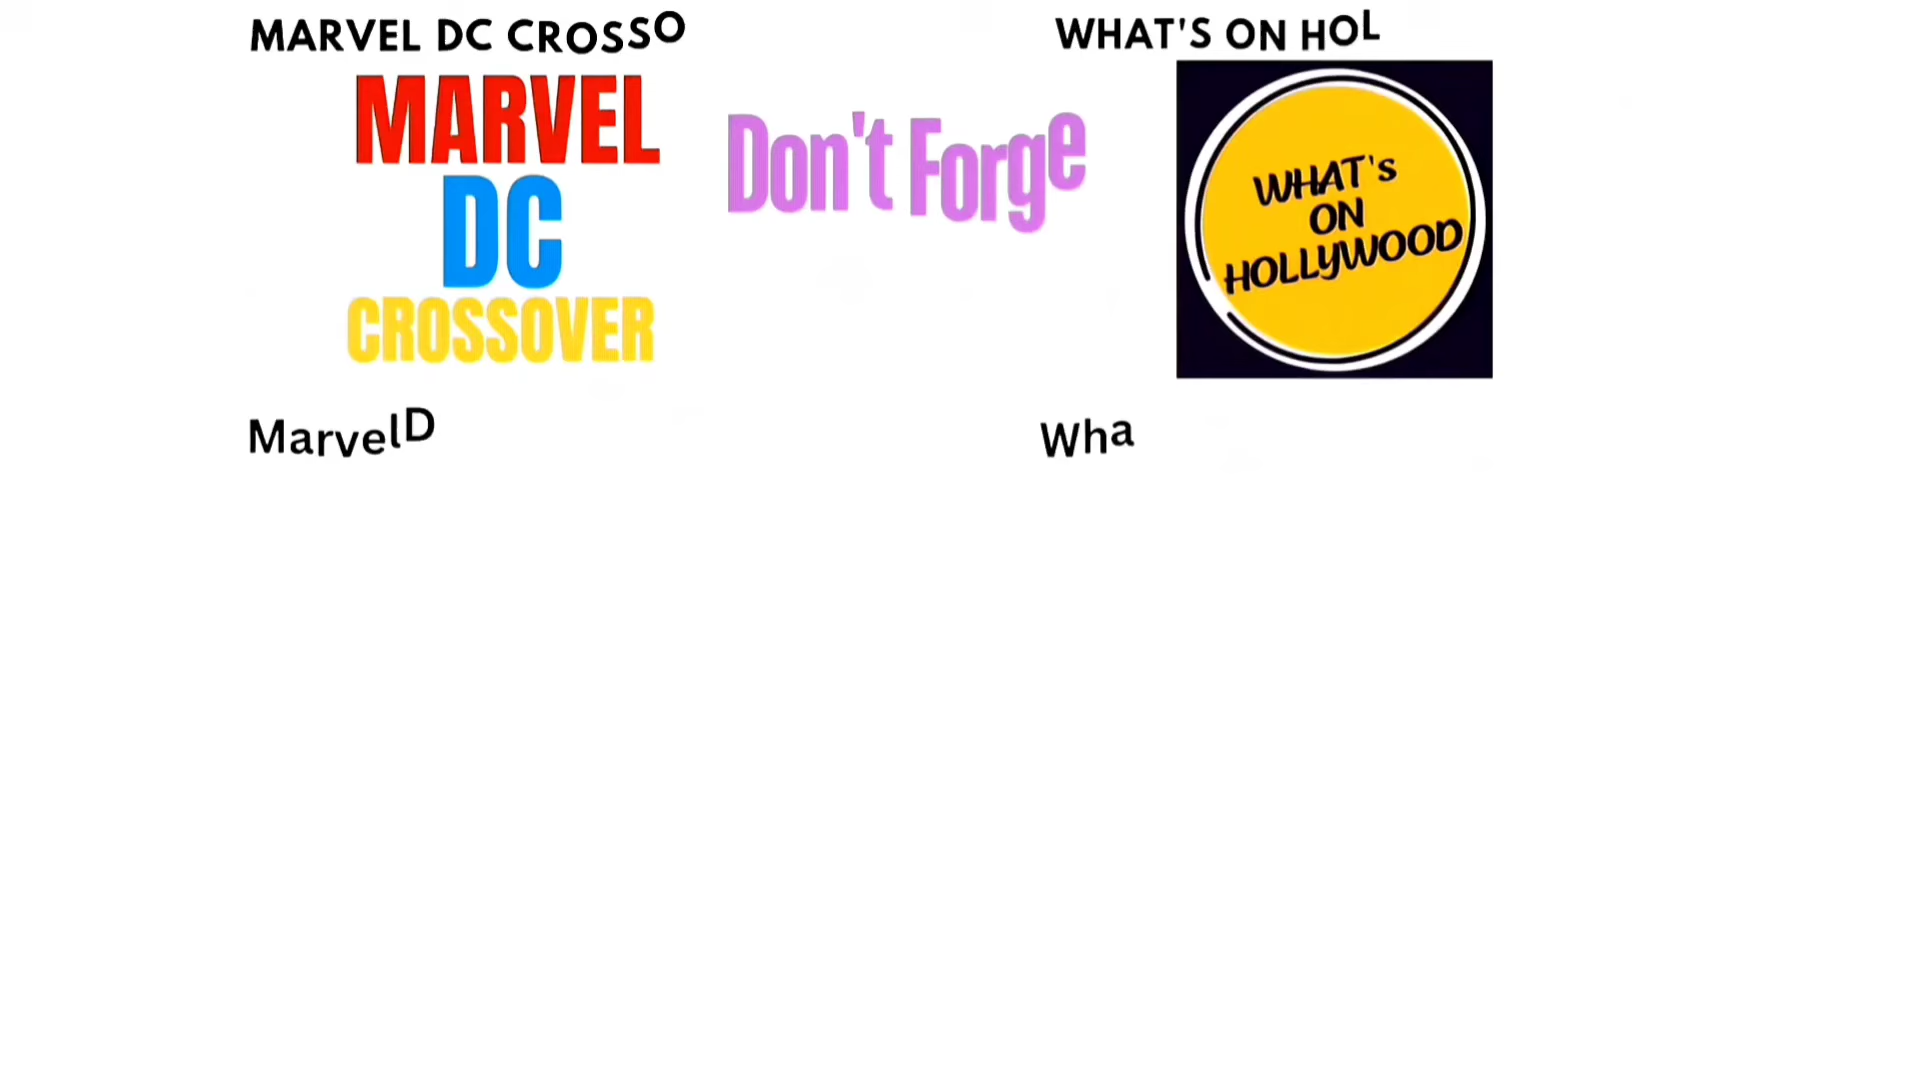 MARVEL DC CROSSO
MARVEL
DC
CROSSOVER
MarvelD
Don't Forge
WHAT'S ON HOL
WHAT's
ON
HOLLYWOOD
Wha